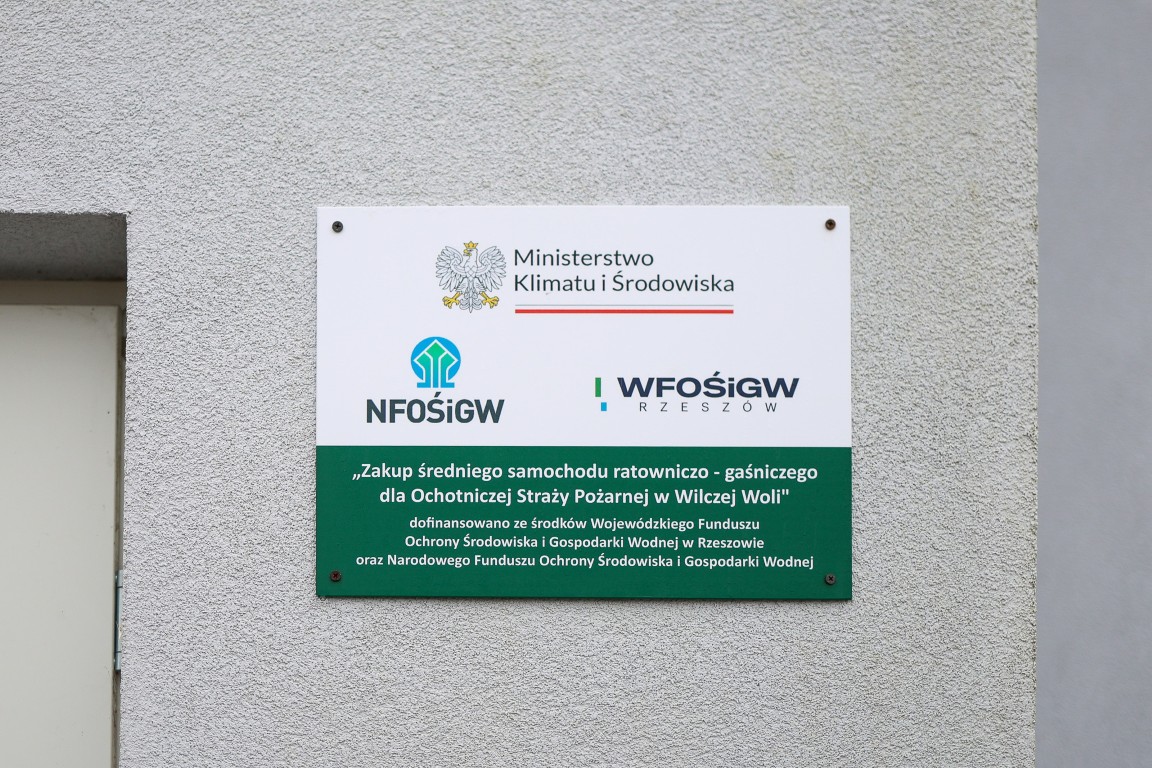 Ministerstwo
Klimatu i Środowiska
NFOŚiGW
WFOŚiGW
RZESZÓW
„Zakup średniego samochodu ratowniczo - gaśniczego
dla Ochotniczej Straży Pożarnej w Wilczej Woli"
dofinansowano ze środków Wojewódzkiego Funduszu
Ochrony Środowiska i Gospodarki Wodnej w Rzeszowie
oraz Narodowego Funduszu Ochrony Środowiska i Gospodarki Wodnej